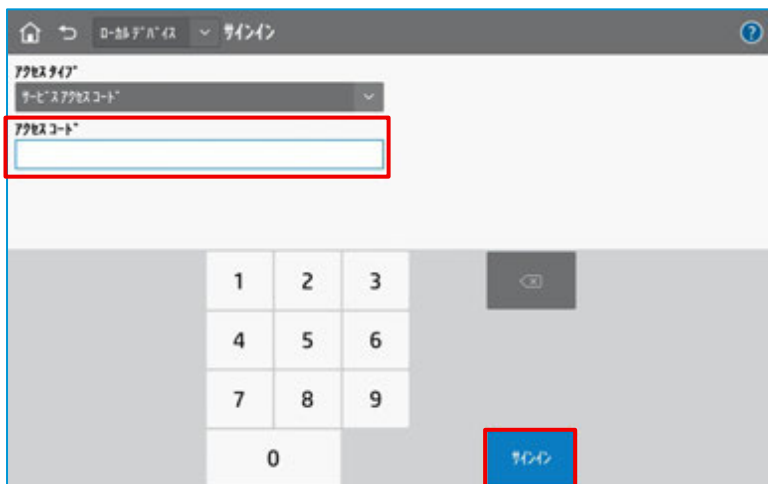 ﾛｰｶﾙ ﾃﾞﾊﾞｲｽ ｻｲﾝｲﾝ ?
ｱｸｾｽ ﾀｲﾌﾟ
ｻｰﾋﾞｽ ｱｸｾｽ ｺｰﾄﾞ
ｱｸｾｽ ｺｰﾄﾞ
1 2 3
4 5 6
7 8 9
0 ｻｲﾝｲﾝ